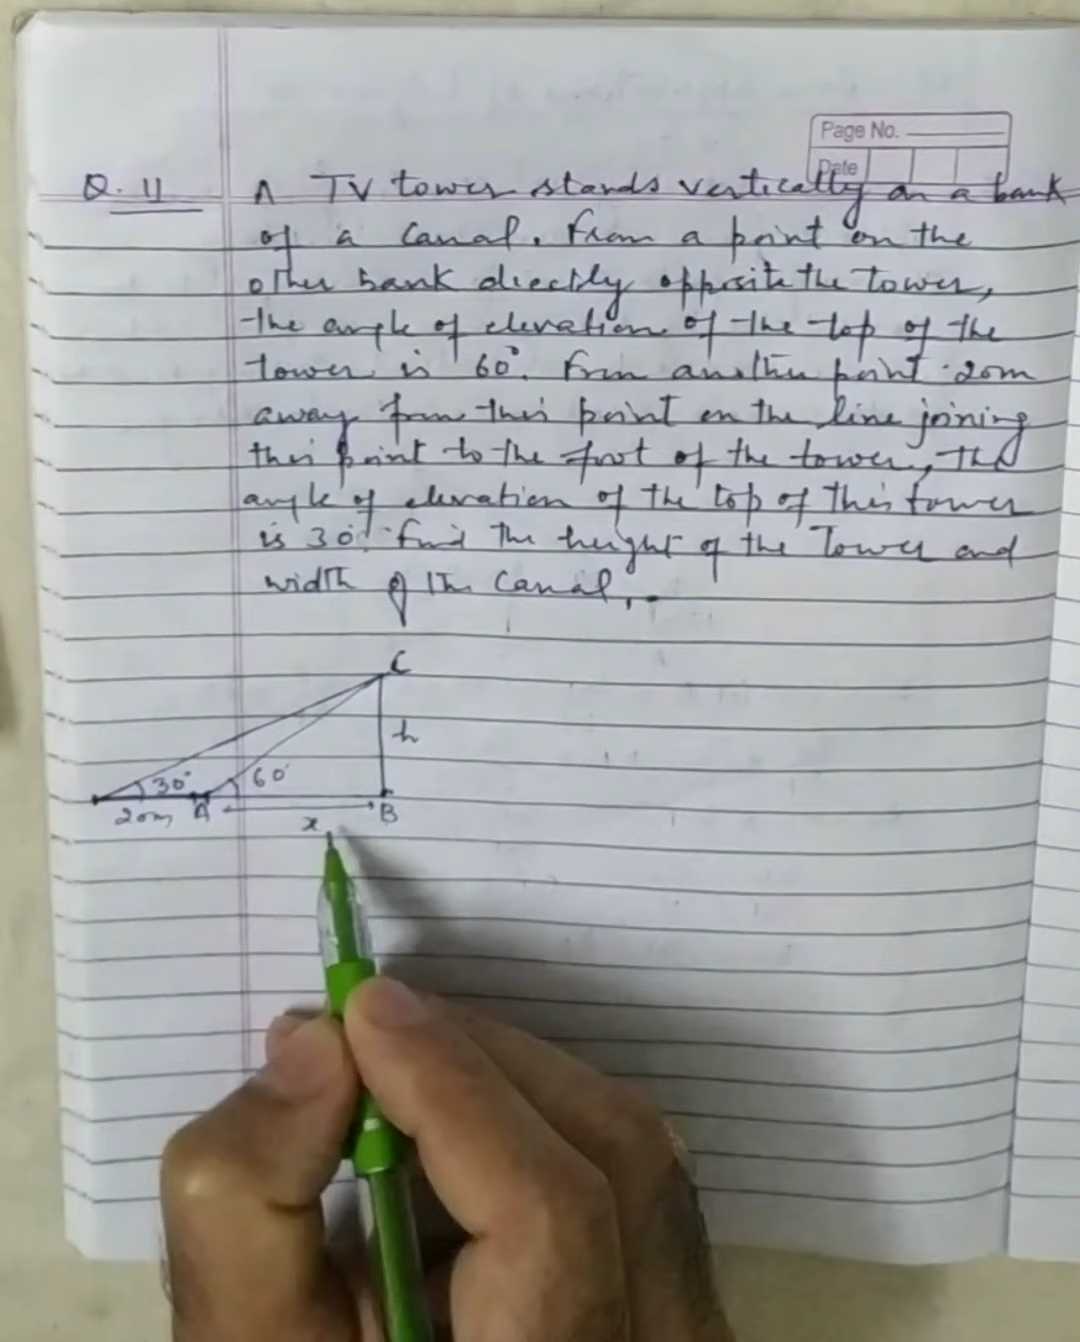 Page No.
Date
Q. 11 A TV tower stands vertically on a bank
of a canal. From a point on the
other bank directly opposite the tower,
the angle of elevation of the top of the
tower is 60°. From another point 20m
away from this point on the line joining
this point to the foot of the tower, the
angle of elevation of the top of this tower
is 30°. Find the height of the Tower and
width of the canal.
C
h
30° 60°
20m A B
x